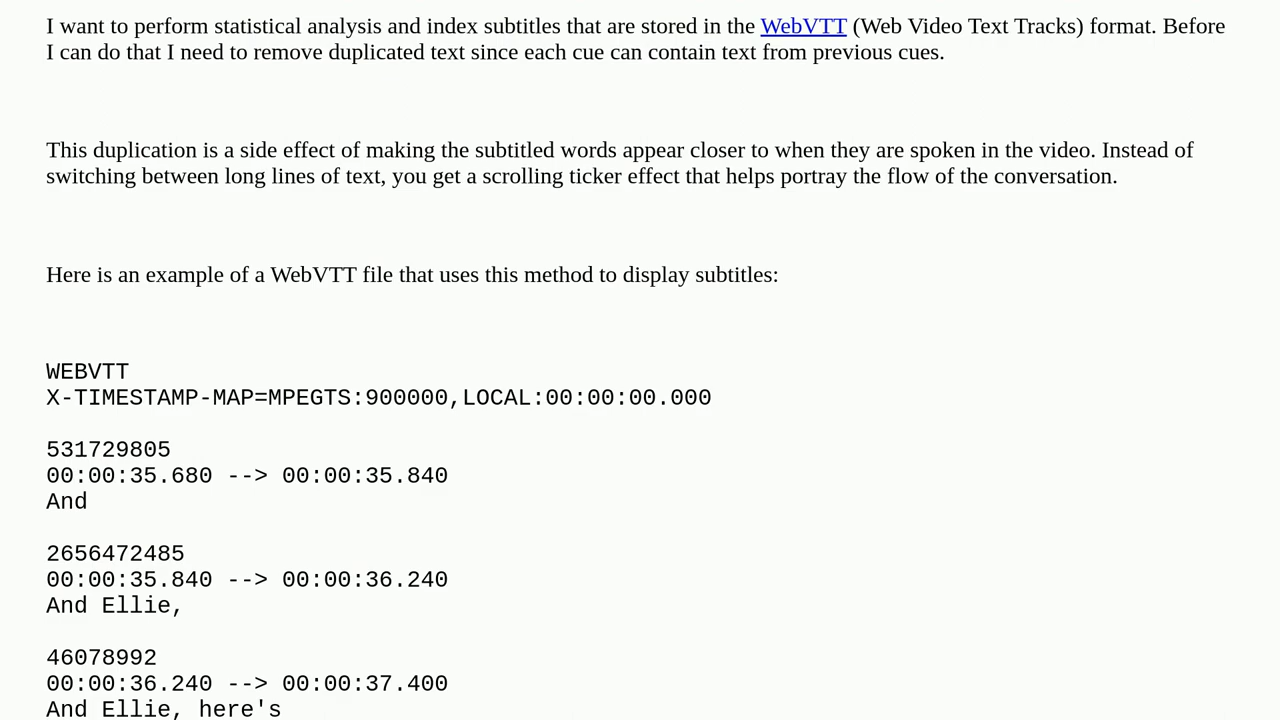 I want to perform statistical analysis and index subtitles that are stored in the WebVTT (Web Video Text Tracks) format. Before
I can do that I need to remove duplicated text since each cue can contain text from previous cues.
This duplication is a side effect of making the subtitled words appear closer to when they are spoken in the video. Instead of
switching between long lines of text, you get a scrolling ticker effect that helps portray the flow of the conversation.
Here is an example of a WebVTT file that uses this method to display subtitles:
WEBVTT
X-TIMESTAMP-MAP=MPEGTS:900000,LOCAL:00:00:00.000
531729805
00:00:35.680 --> 00:00:35.840
And
2656472485
00:00:35.840 --> 00:00:36.240
And Ellie,
46078992
00:00:36.240 --> 00:00:37.400
And Ellie, here's